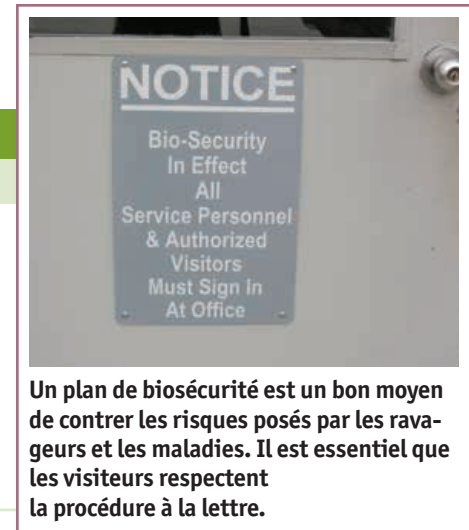 NOTICE
Bio-Security
In Effect
All
Service Personnel
& Authorized
Visitors
Must Sign In
At Office
Un plan de biosécurité est un bon moyen
de contrer les risques posés par les rava-
geurs et les maladies. Il est essentiel que
les visiteurs respectent
la procédure à la lettre.